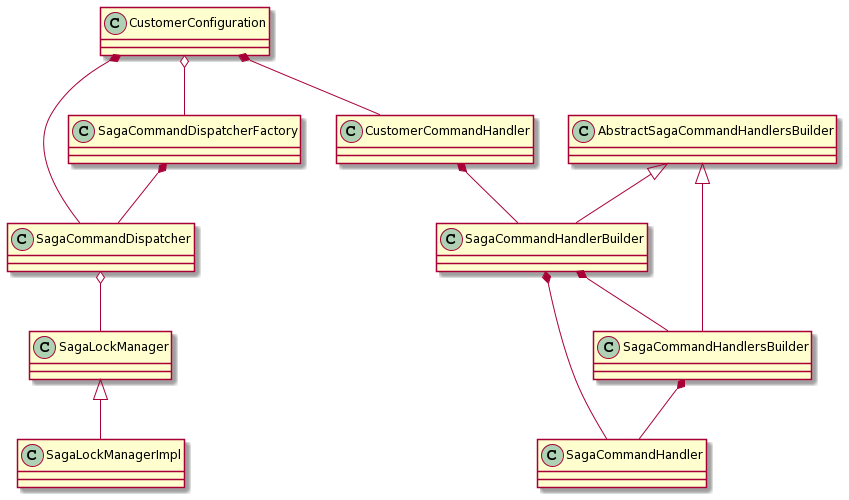 C CustomerConfiguration
C SagaCommandDispatcherFactory
C CustomerCommandHandler
C AbstractSagaCommandHandlersBuilder
C SagaCommandDispatcher
C SagaCommandHandlerBuilder
C SagaLockManager
C SagaCommandHandlersBuilder
C SagaLockManagerImpl
C SagaCommandHandler